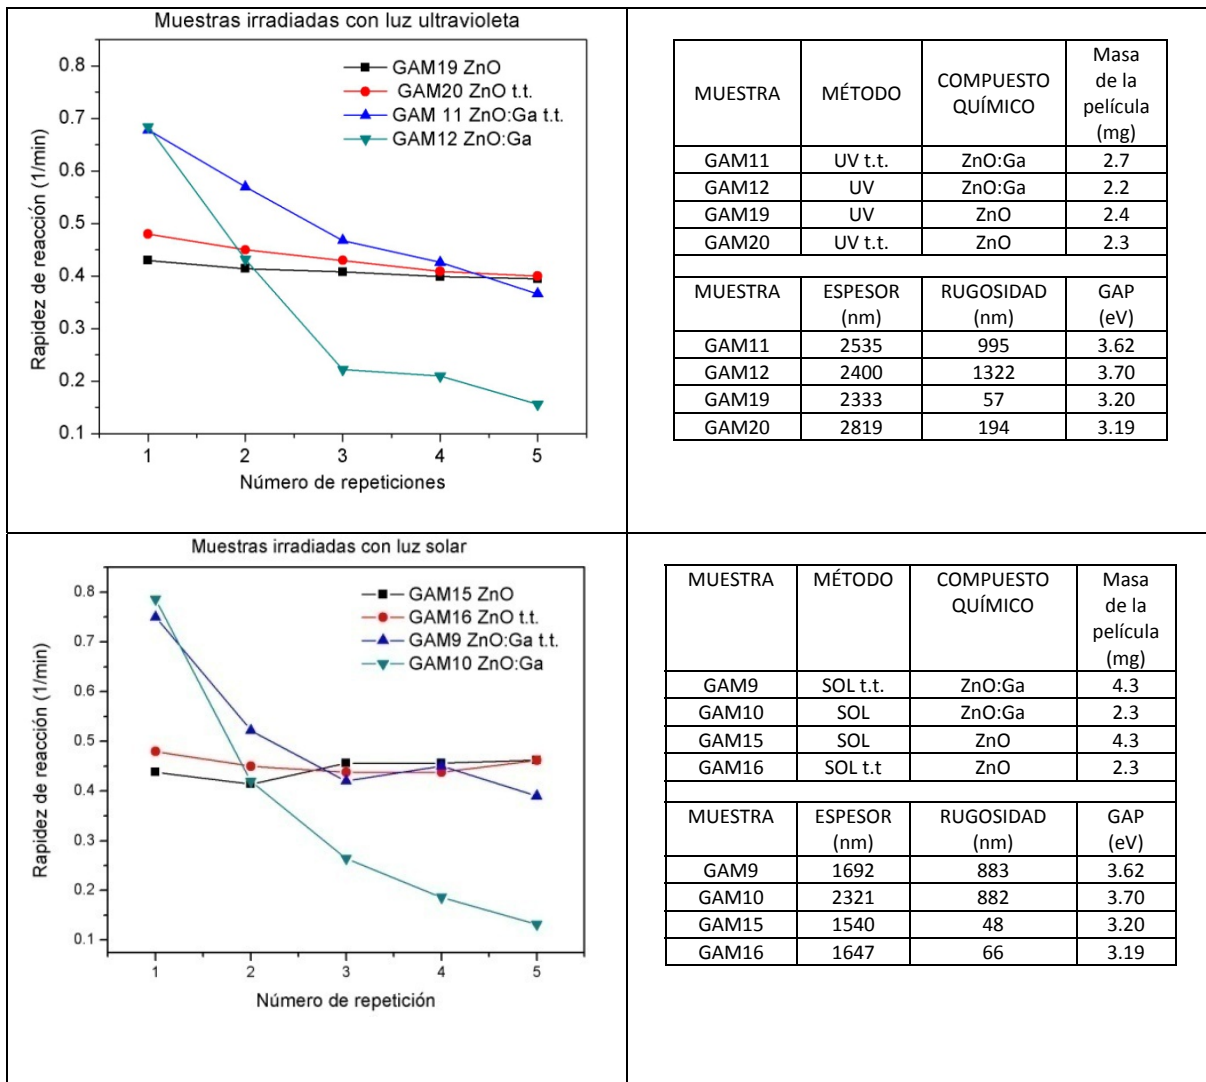 Muestras irradiadas con luz ultravioleta
0.8
0.7
0.6
0.5
0.4
0.3
0.2
0.1
Rapidez de reacción (1/min)
GAM19 ZnO
GAM20 ZnO t.t.
GAM 11 ZnO:Ga t.t.
GAM12 ZnO:Ga
1 2 3 4 5
Número de repeticiones
MUESTRA MÉTODO COMPUESTO QUÍMICO Masa de la película (mg)
GAM11 UV t.t. ZnO:Ga 2.7
GAM12 UV ZnO:Ga 2.2
GAM19 UV ZnO 2.4
GAM20 UV t.t. ZnO 2.3
MUESTRA ESPESOR (nm) RUGOSIDAD (nm) GAP (eV)
GAM11 2535 995 3.62
GAM12 2400 1322 3.70
GAM19 2333 57 3.20
GAM20 2819 194 3.19
Muestras irradiadas con luz solar
0.8
0.7
0.6
0.5
0.4
0.3
0.2
0.1
Rapidez de reacción (1/min)
GAM15 ZnO
GAM16 ZnO t.t.
GAM9 ZnO:Ga t.t.
GAM10 ZnO:Ga
1 2 3 4 5
Número de repetición
MUESTRA MÉTODO COMPUESTO QUÍMICO Masa de la película (mg)
GAM9 SOL t.t. ZnO:Ga 4.3
GAM10 SOL ZnO:Ga 2.3
GAM15 SOL ZnO 4.3
GAM16 SOL t.t ZnO 2.3
MUESTRA ESPESOR (nm) RUGOSIDAD (nm) GAP (eV)
GAM9 1692 883 3.62
GAM10 2321 882 3.70
GAM15 1540 48 3.20
GAM16 1647 66 3.19